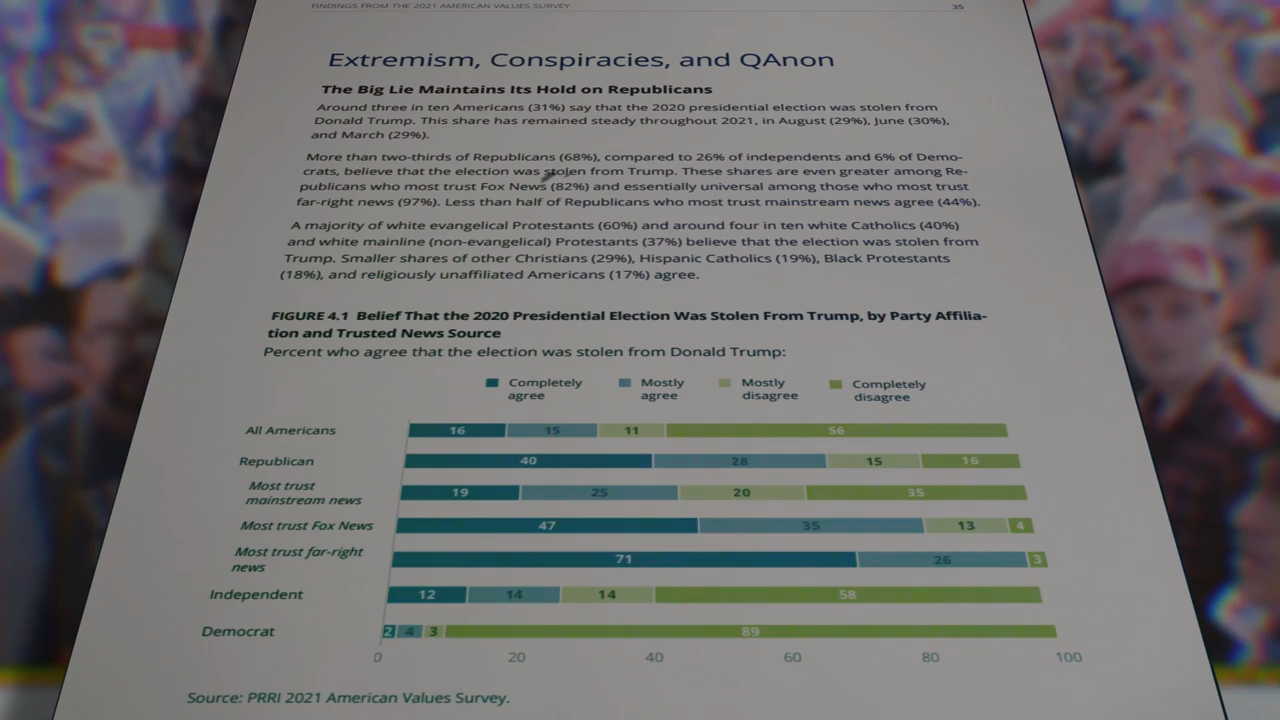 FINDINGS FROM THE 2021 AMERICAN VALUES SURVEY 35
Extremism, Conspiracies, and QAnon
The Big Lie Maintains Its Hold on Republicans
Around three in ten Americans (31%) say that the 2020 presidential election was stolen from
Donald Trump. This share has remained steady throughout 2021, in August (29%), June (30%),
and March (29%).
More than two-thirds of Republicans (68%), compared to 26% of independents and 6% of Demo-
crats, believe that the election was stolen from Trump. These shares are even greater among Re-
publicans who most trust Fox News (82%) and essentially universal among those who most trust
far-right news (97%). Less than half of Republicans who most trust mainstream news agree (44%).
A majority of white evangelical Protestants (60%) and around four in ten white Catholics (40%)
and white mainline (non-evangelical) Protestants (37%) believe that the election was stolen from
Trump. Smaller shares of other Christians (29%), Hispanic Catholics (19%), Black Protestants
(18%), and religiously unaffiliated Americans (17%) agree.
FIGURE 4.1 Belief That the 2020 Presidential Election Was Stolen From Trump, by Party Affilia-
tion and Trusted News Source
Percent who agree that the election was stolen from Donald Trump:
Completely agree
Mostly agree
Mostly disagree
Completely disagree
All Americans 16 15 11 56
Republican 40 28 15 16
Most trust mainstream news 19 25 20 35
Most trust Fox News 47 35 13 4
Most trust far-right news 71 26 3
Independent 12 14 14 58
Democrat 2 4 3 89
0 20 40 60 80 100
Source: PRRI 2021 American Values Survey.